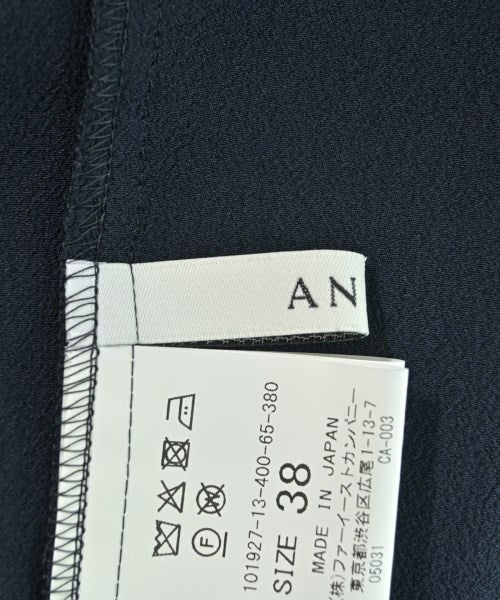 AN
101927-13-400-65-380
SIZE 38
MADE IN JAPAN
(株)ファーイーストカンパニー
東京都渋谷区広尾1-13-7
05031 CA-003